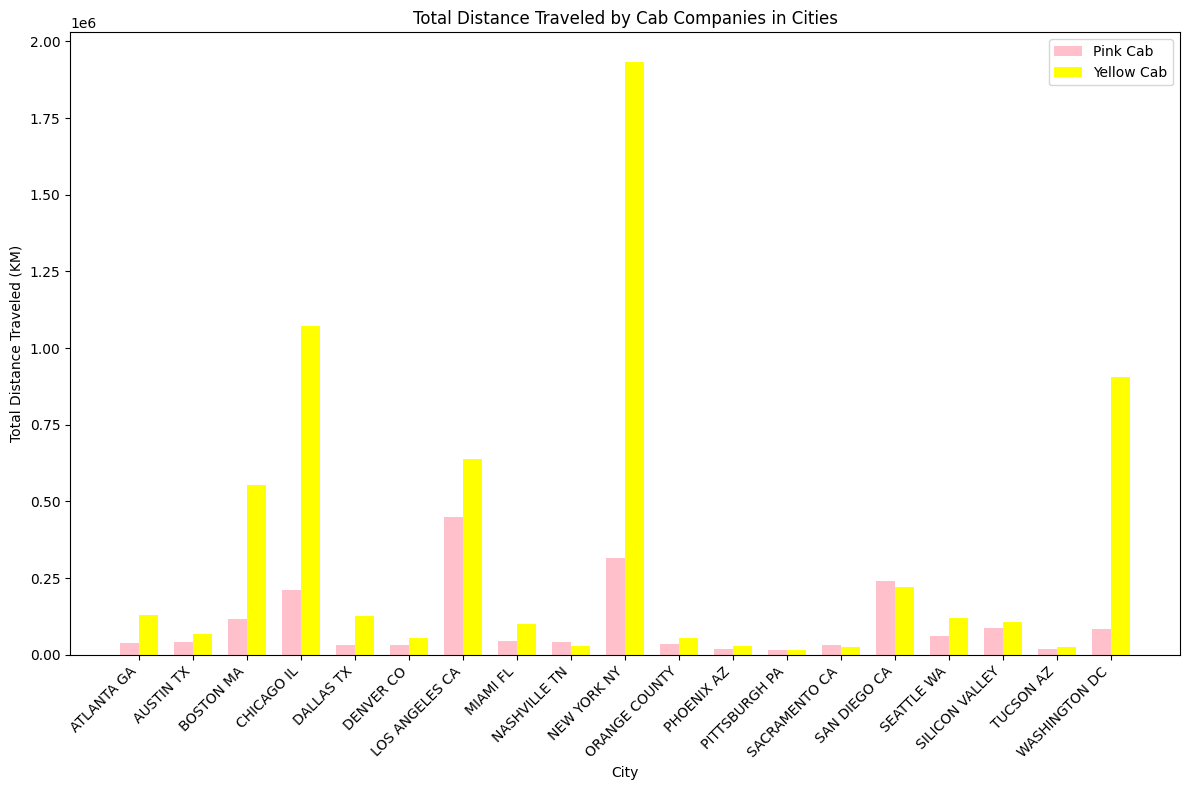 Total Distance Traveled by Cab Companies in Cities
1e6
Pink Cab
Yellow Cab
2.00
1.75
1.50
1.25
1.00
0.75
0.50
0.25
0.00
Total Distance Traveled (KM)
ATLANTA GA
AUSTIN TX
BOSTON MA
CHICAGO IL
DALLAS TX
DENVER CO
LOS ANGELES CA
MIAMI FL
NASHVILLE TN
NEW YORK NY
ORANGE COUNTY
PHOENIX AZ
PITTSBURGH PA
SACRAMENTO CA
SAN DIEGO CA
SEATTLE WA
SILICON VALLEY
TUCSON AZ
WASHINGTON DC
City